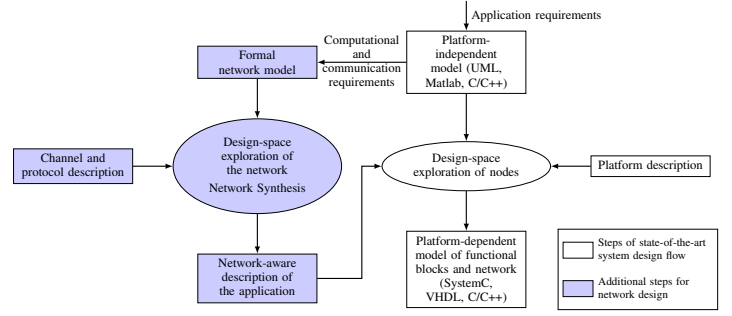 Application requirements
Platform-
independent
model (UML,
Matlab, C/C++)
Computational
and
communication
requirements
Formal
network model
Channel and
protocol description
Design-space
exploration of
the network
Network Synthesis
Design-space
exploration of nodes
Platform description
Network-aware
description of
the application
Platform-dependent
model of functional
blocks and network
(SystemC,
VHDL, C/C++)
Steps of state-of-the-art
system design flow
Additional steps for
network design